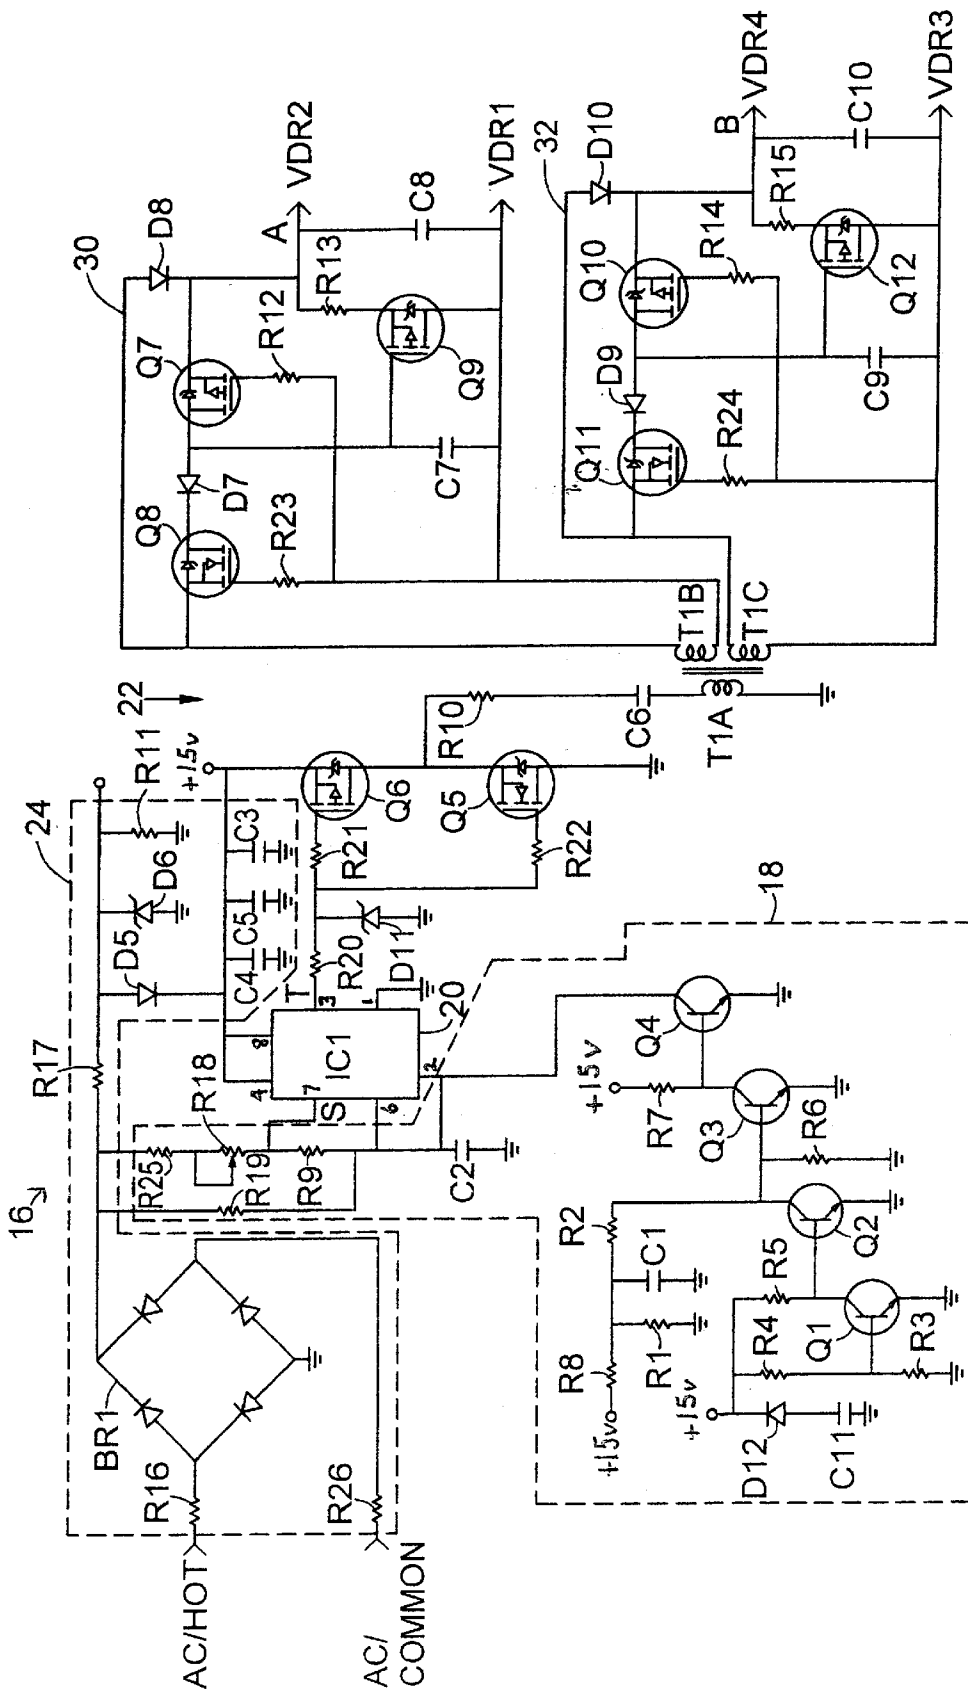 16
24
22
30
32
18
20
AC/HOT
AC/
COMMON
R16
R26
BR1
R17
R25
R18
R19
R9
C2
D5
D6
R11
+15v
C4
C5
C3
IC1
S
T
4
8
7
6
2
3
1
R20
D11
R21
R22
Q6
Q5
R10
C6
T1A
T1B
T1C
Q8
D7
Q7
D8
R23
R12
C7
Q9
R13
C8
A
VDR2
VDR1
Q11
D9
Q10
D10
R24
R14
C9
Q12
R15
C10
B
VDR4
VDR3
+15v
R8
R1
C1
R2
+15v
R7
Q4
Q3
R6
+15v
D12
C11
R4
R5
Q1
R3
Q2